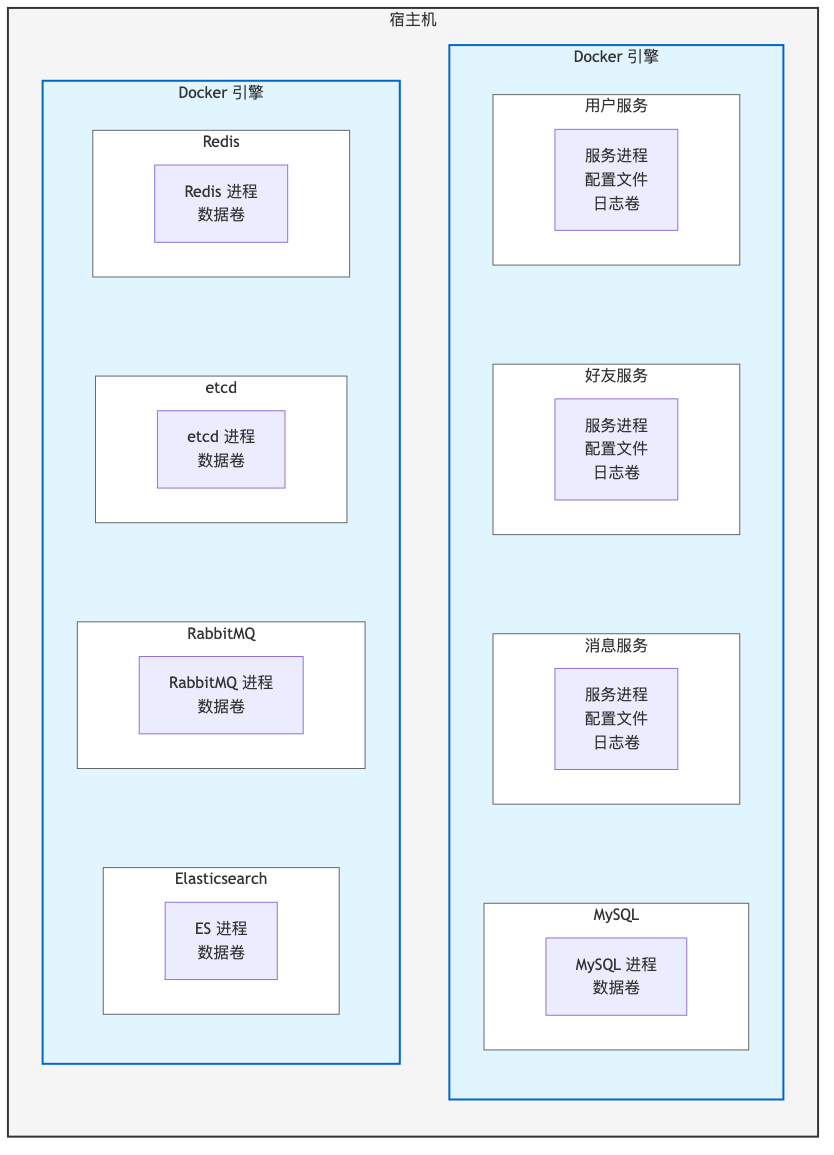 宿主机
Docker 引擎
Redis
Redis 进程
数据卷
etcd
etcd 进程
数据卷
RabbitMQ
RabbitMQ 进程
数据卷
Elasticsearch
ES 进程
数据卷
Docker 引擎
用户服务
服务进程
配置文件
日志卷
好友服务
服务进程
配置文件
日志卷
消息服务
服务进程
配置文件
日志卷
MySQL
MySQL 进程
数据卷